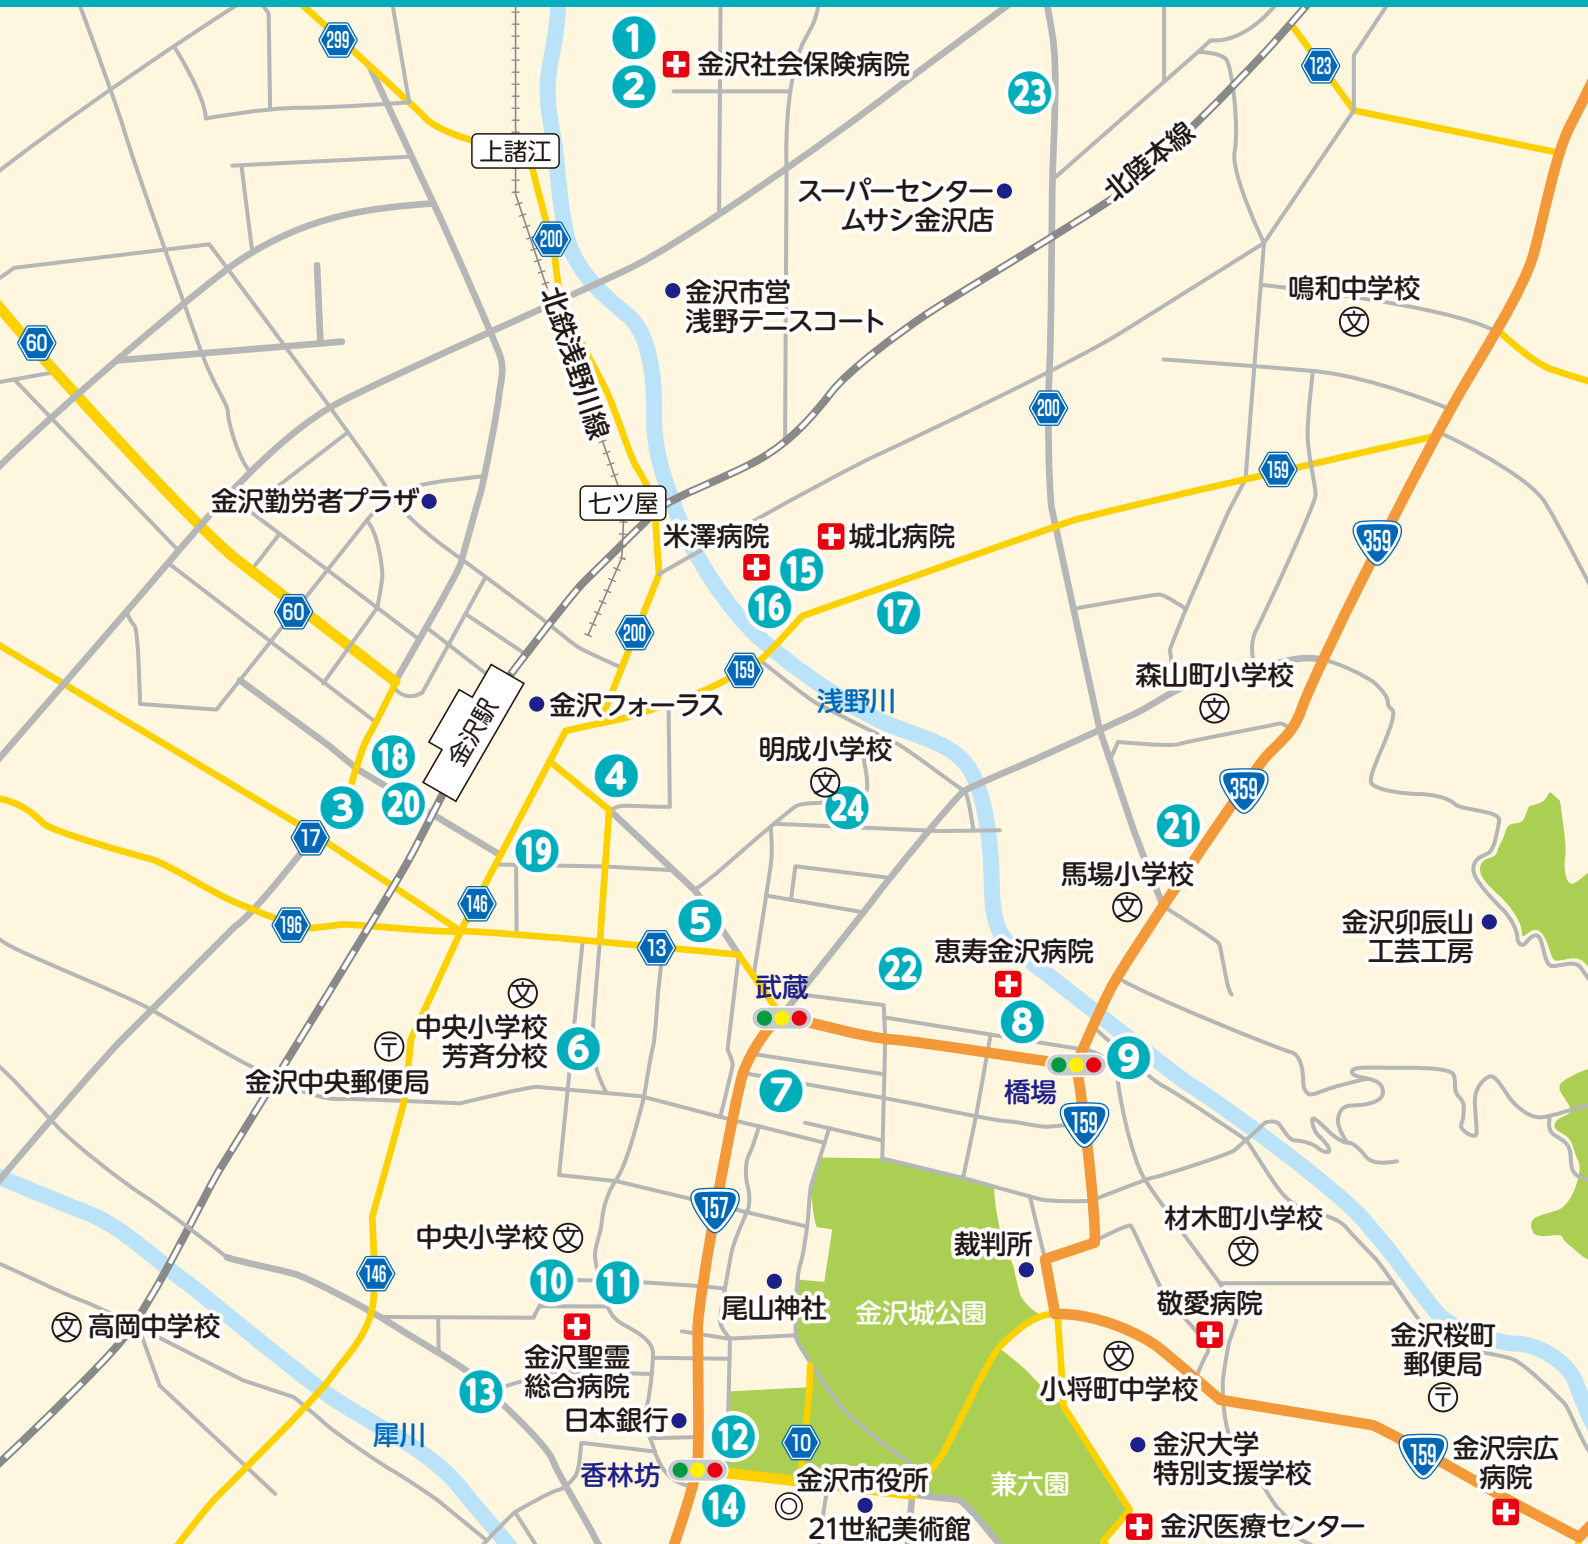 299
1
2
金沢社会保険病院
23
123
上諸江
北陸本線
スーパーセンター
ムサシ金沢店
200
金沢市営
浅野テニスコート
北鉄浅野川線
鳴和中学校
文
60
200
159
金沢勤労者プラザ
七ツ屋
米澤病院
城北病院
359
15
16
17
60
200
159
浅野川
森山町小学校
文
金沢駅
金沢フォーラス
明成小学校
文
24
18
4
3
20
17
19
359
21
146
馬場小学校
文
196
13
5
金沢卯辰山
工芸工房
22
恵寿金沢病院
武蔵
8
文
中央小学校
芳斉分校
6
〒
金沢中央郵便局
7
9
橋場
159
157
中央小学校
文
裁判所
材木町小学校
文
146
10
11
尾山神社
金沢城公園
敬愛病院
文
高岡中学校
金沢聖霊
総合病院
文
小将町中学校
金沢桜町
郵便局
〒
13
日本銀行
犀川
12
10
香林坊
金沢市役所
14
21世紀美術館
兼六園
金沢大学
特別支援学校
159
金沢宗広
病院
金沢医療センター